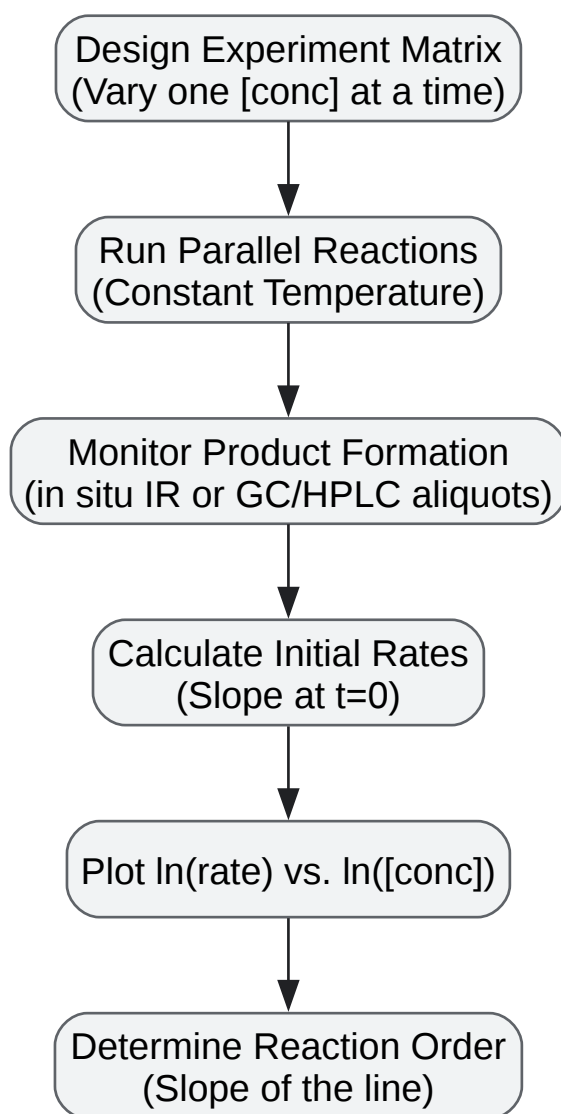 Design Experiment Matrix
(Vary one [conc] at a time)
Run Parallel Reactions
(Constant Temperature)
Monitor Product Formation
(in situ IR or GC/HPLC aliquots)
Calculate Initial Rates
(Slope at t=0)
Plot ln(rate) vs. ln([conc])
Determine Reaction Order
(Slope of the line)